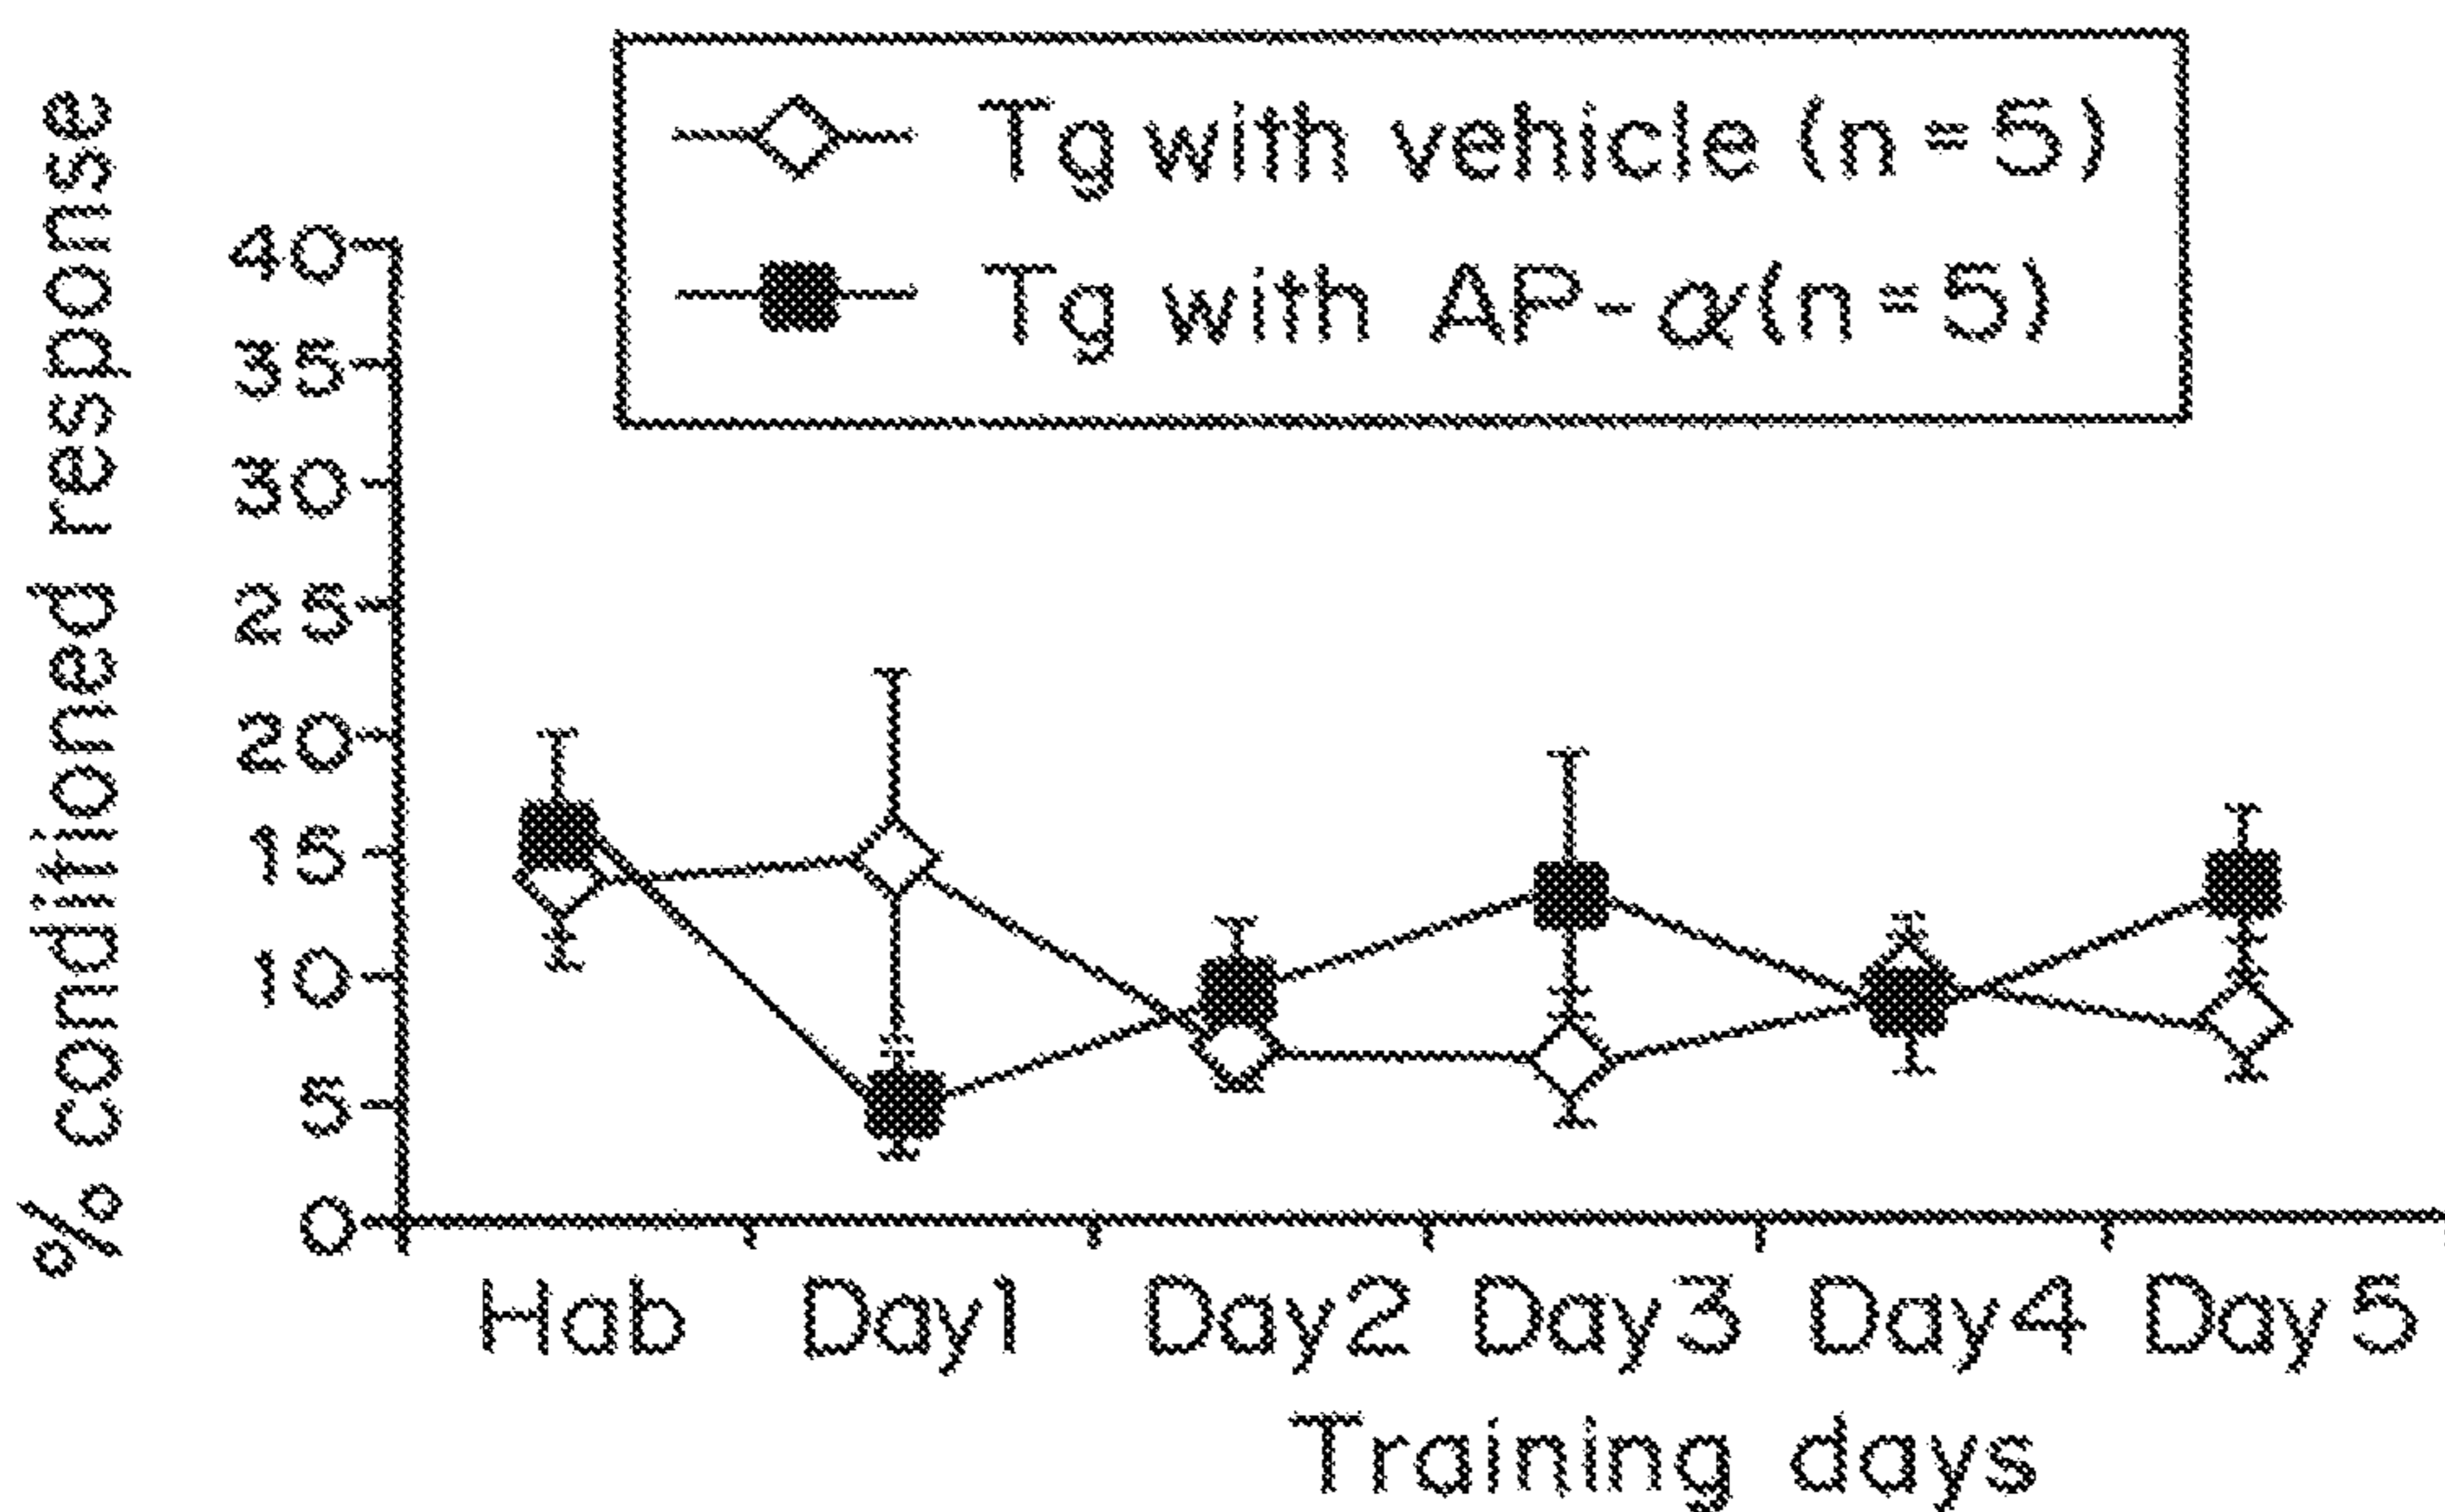 Tg with vehicle (n = 5)
Tg with AP-α(n = 5)
% conditioned response
40
35
30
25
20
15
10
5
0
Hab Day1 Day2 Day3 Day4 Day5
Training days